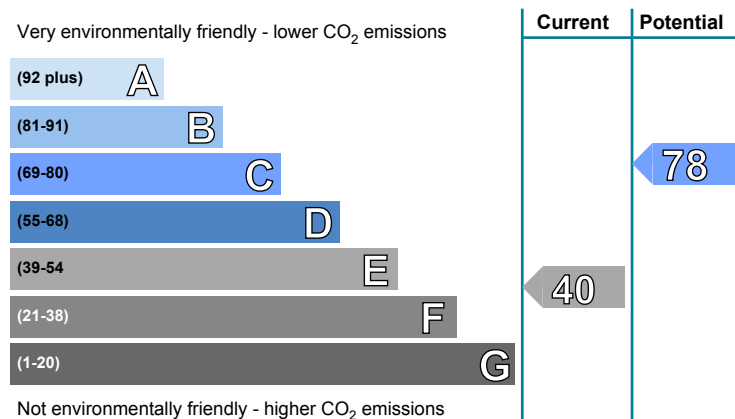 Very environmentally friendly - lower CO₂ emissions
Current Potential
(92 plus) A
(81-91) B
(69-80) C
78
(55-68) D
(39-54 E
40
(21-38) F
(1-20) G
Not environmentally friendly - higher CO₂ emissions